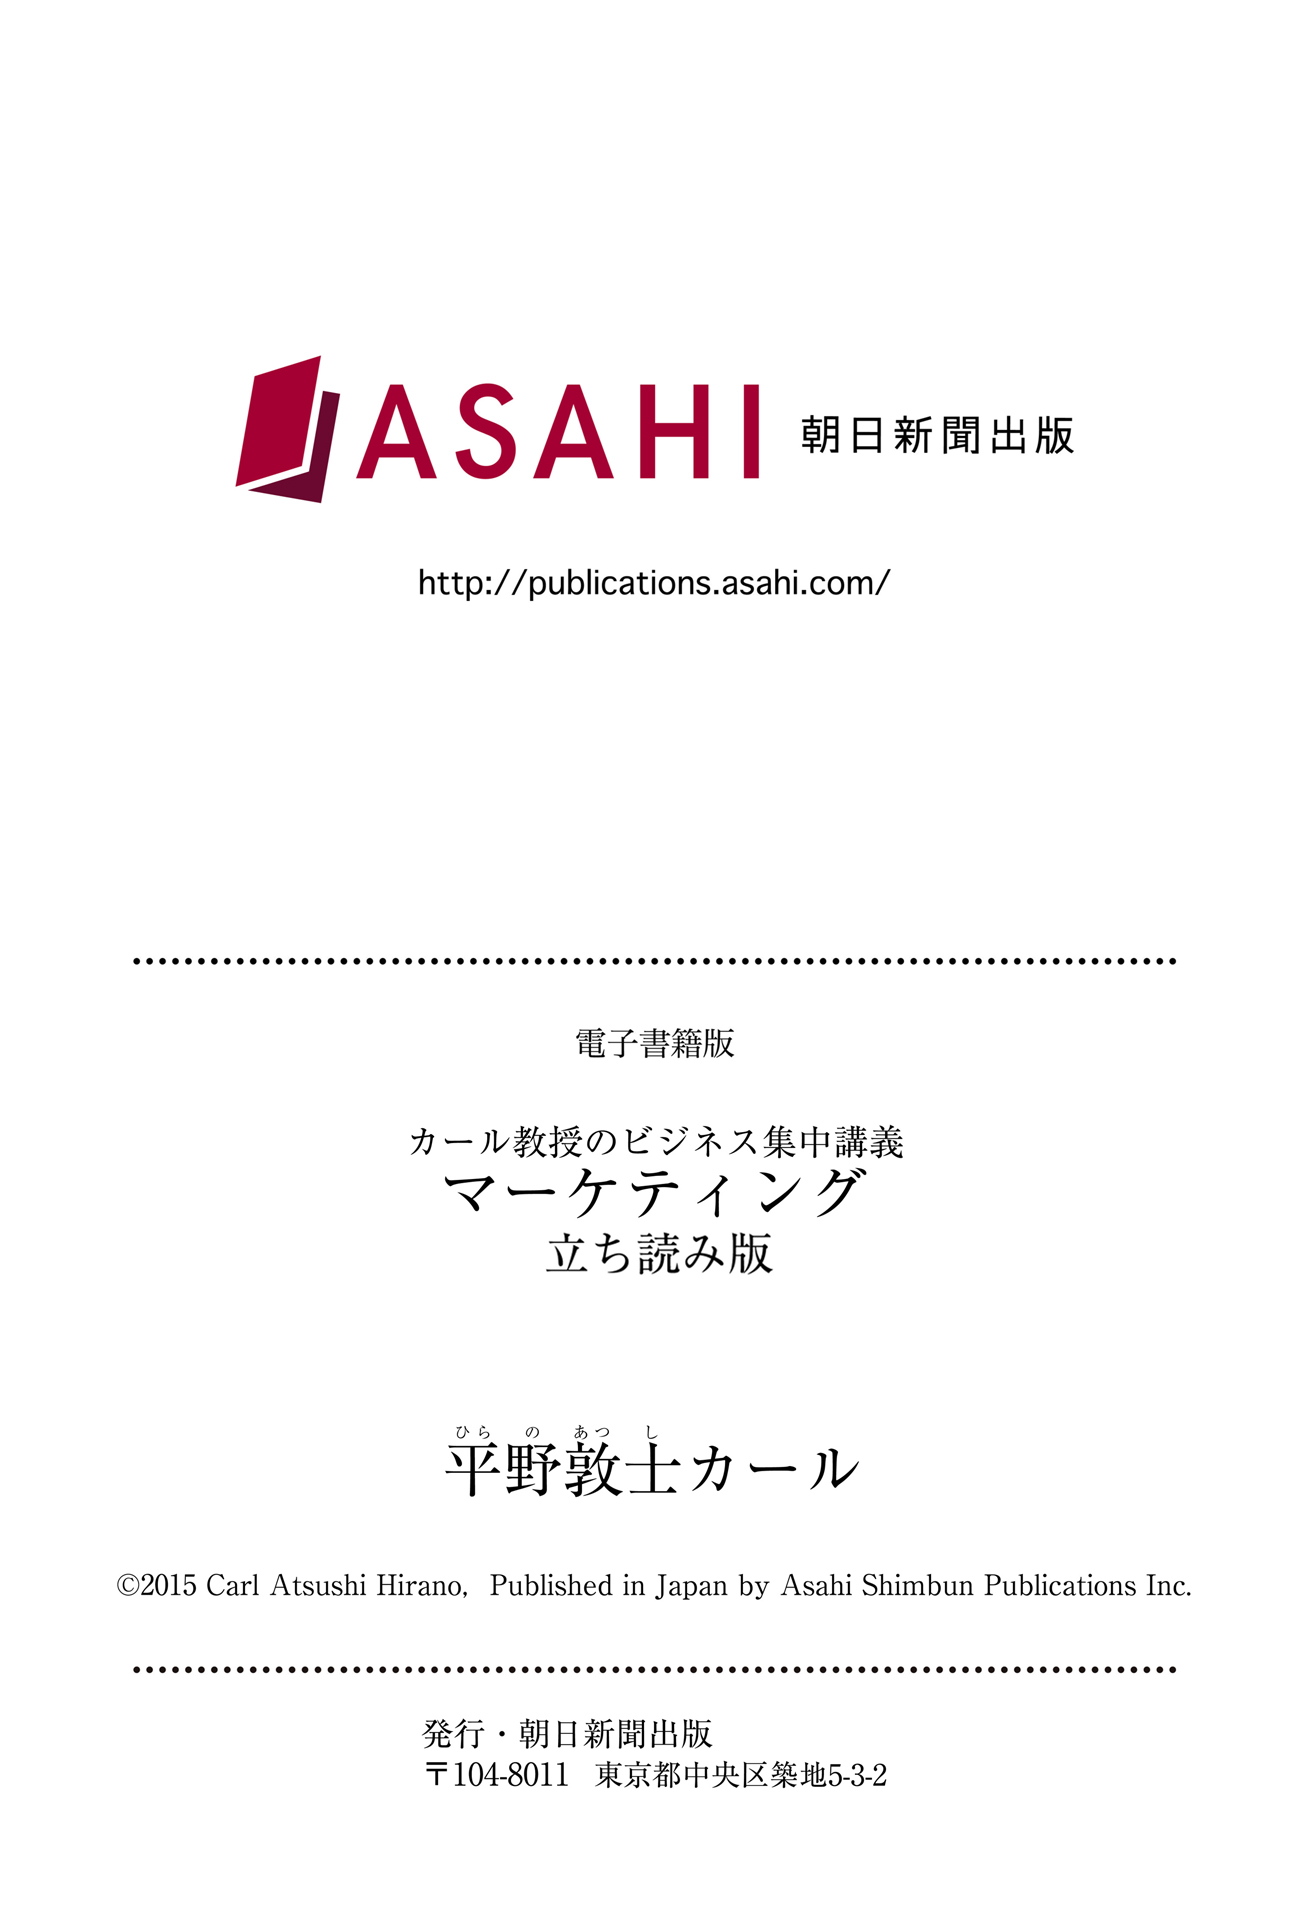 ASAHI 朝日新聞出版
http://publications.asahi.com/
電子書籍版
カール教授のビジネス集中講義
マーケティング
立ち読み版
ひら の あつ し
平野敦士カール
©2015 Carl Atsushi Hirano, Published in Japan by Asahi Shimbun Publications Inc.
発行・朝日新聞出版
〒104-8011 東京都中央区築地5-3-2